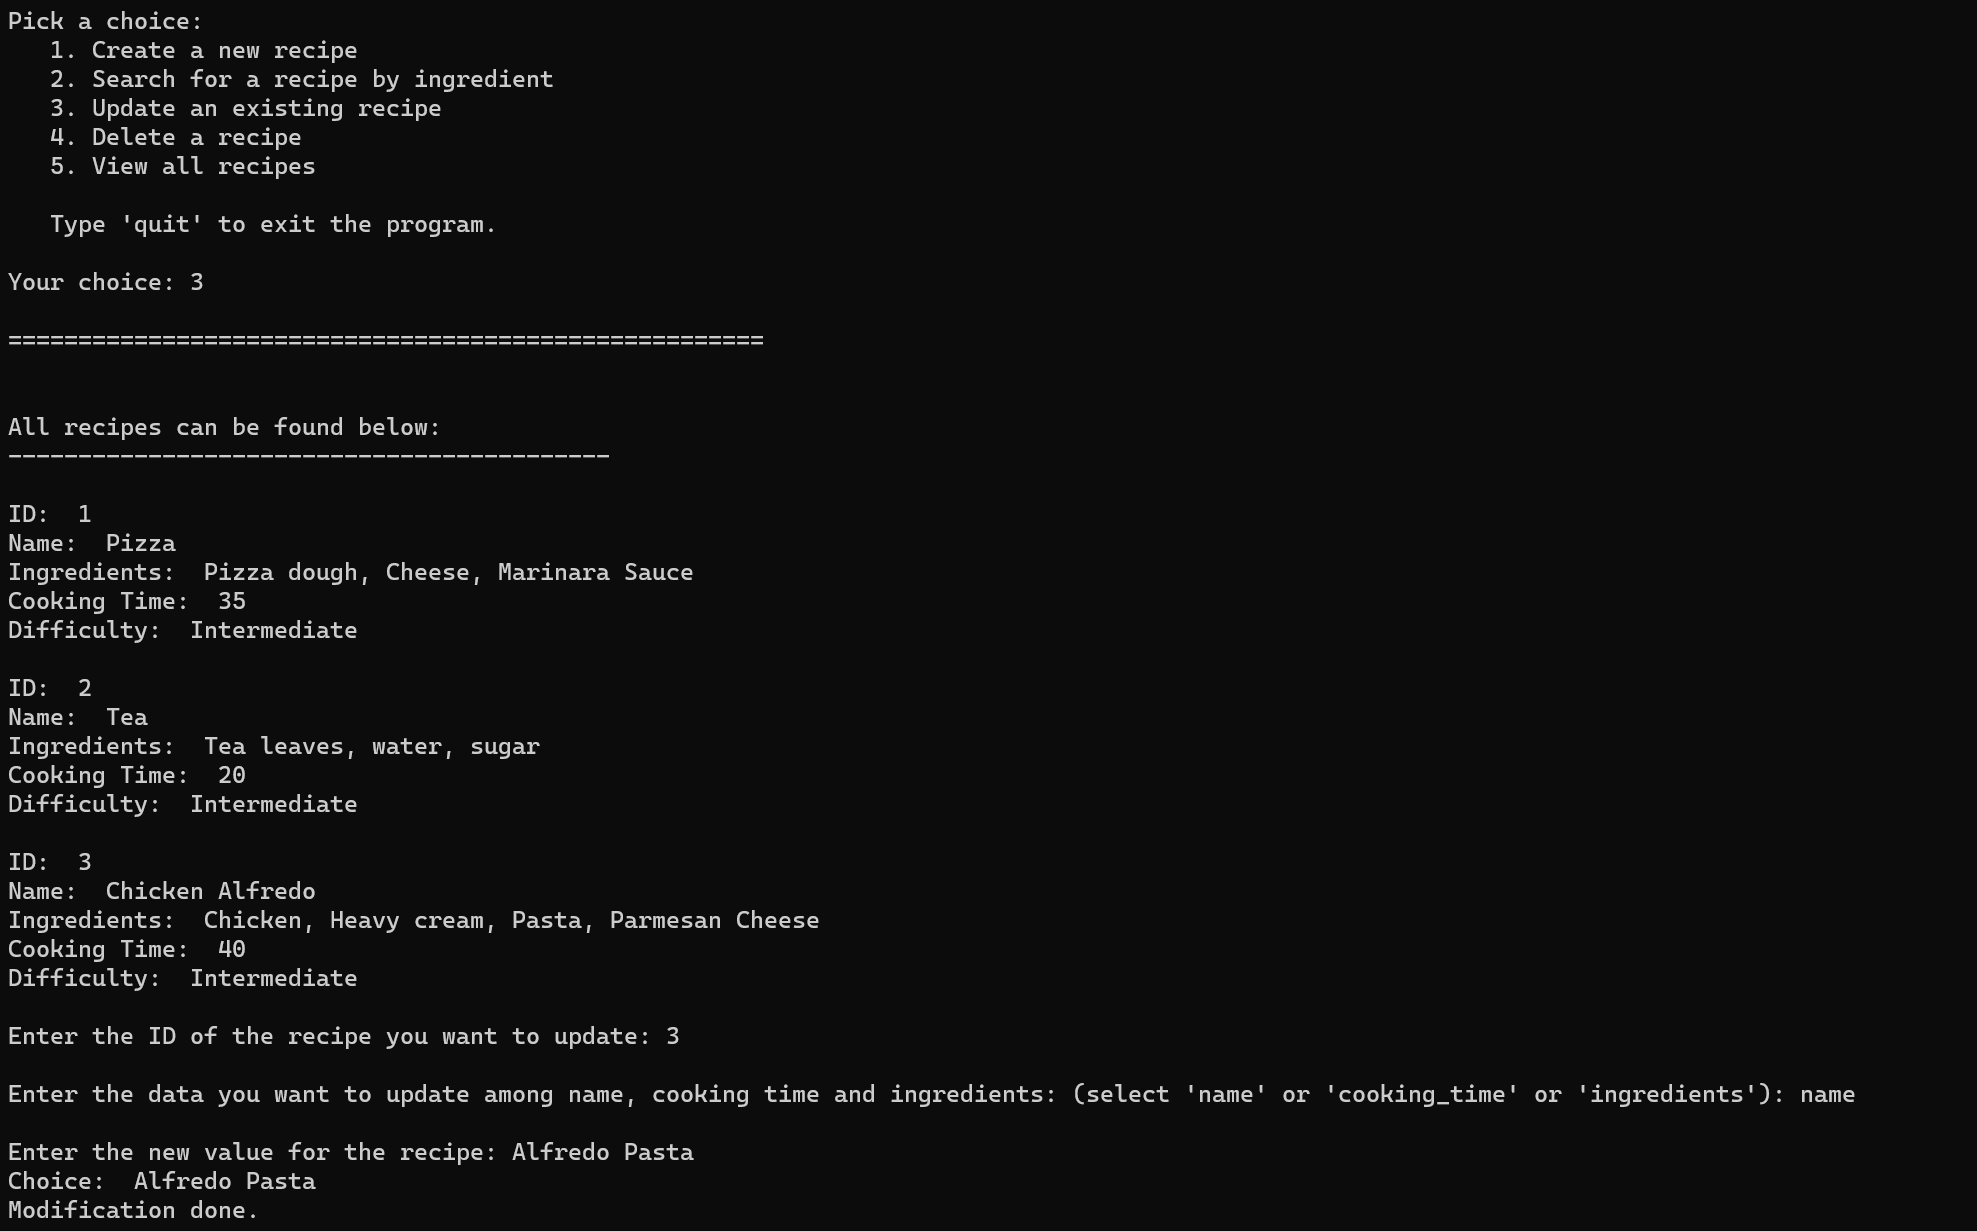 Pick a choice:
   1. Create a new recipe
   2. Search for a recipe by ingredient
   3. Update an existing recipe
   4. Delete a recipe
   5. View all recipes

   Type 'quit' to exit the program.

Your choice: 3

======================================================


All recipes can be found below:
-------------------------------------------

ID:  1
Name:  Pizza
Ingredients:  Pizza dough, Cheese, Marinara Sauce
Cooking Time:  35
Difficulty:  Intermediate

ID:  2
Name:  Tea
Ingredients:  Tea leaves, water, sugar
Cooking Time:  20
Difficulty:  Intermediate

ID:  3
Name:  Chicken Alfredo
Ingredients:  Chicken, Heavy cream, Pasta, Parmesan Cheese
Cooking Time:  40
Difficulty:  Intermediate

Enter the ID of the recipe you want to update: 3

Enter the data you want to update among name, cooking time and ingredients: (select 'name' or 'cooking_time' or 'ingredients'): name

Enter the new value for the recipe: Alfredo Pasta
Choice:  Alfredo Pasta
Modification done.